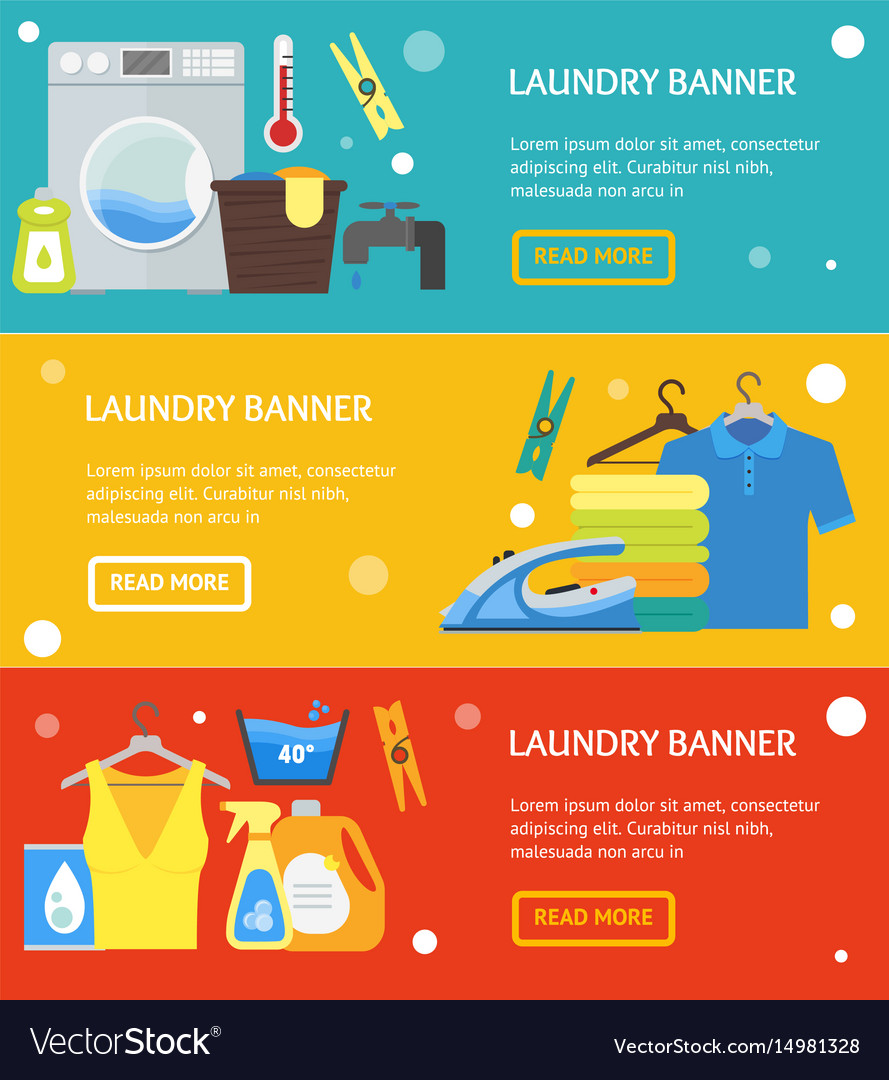 LAUNDRY BANNER
Lorem ipsum dolor sit amet, consectetur
adipiscing elit. Curabitur nisl nibh,
malesuada non arcu in
READ MORE
LAUNDRY BANNER
Lorem ipsum dolor sit amet, consectetur
adipiscing elit. Curabitur nisl nibh,
malesuada non arcu in
READ MORE
40°
LAUNDRY BANNER
Lorem ipsum dolor sit amet, consectetur
adipiscing elit. Curabitur nisl nibh,
malesuada non arcu in
READ MORE
VectorStock®
VectorStock.com/14981328